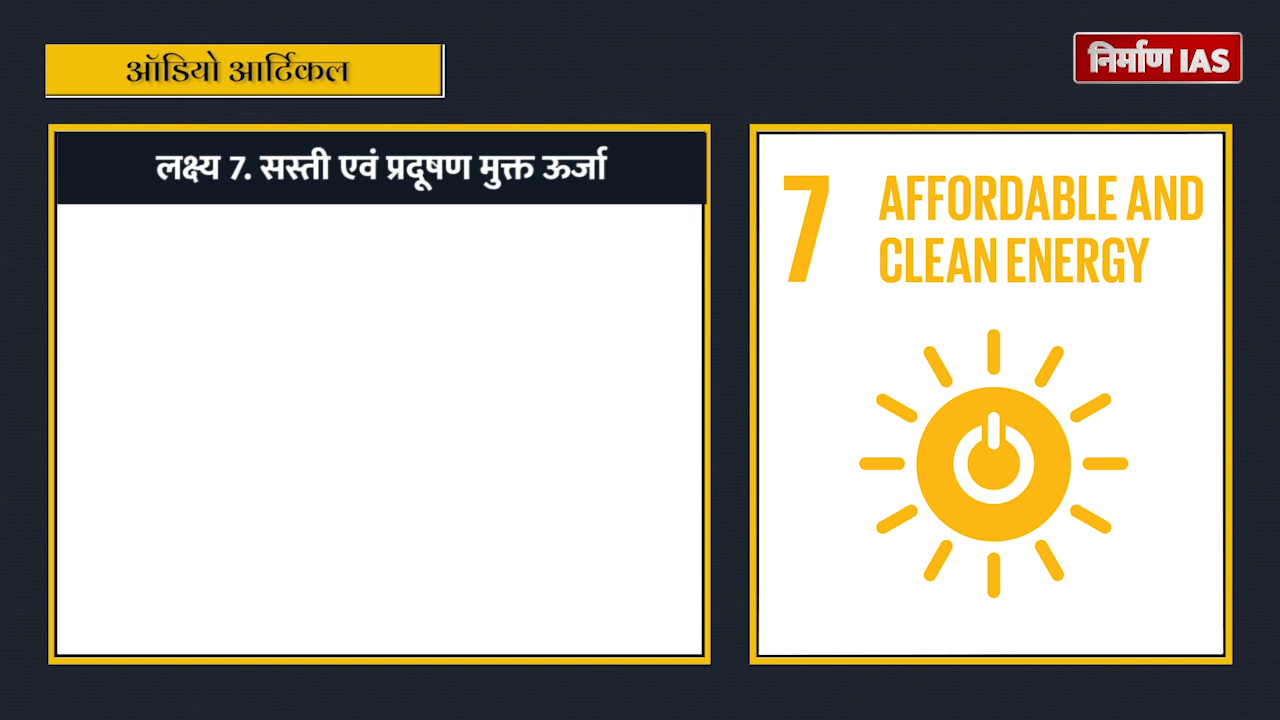 ऑडियो आर्टिकल
निर्माण IAS
लक्ष्य 7. सस्ती एवं प्रदूषण मुक्त ऊर्जा
7 AFFORDABLE AND
CLEAN ENERGY